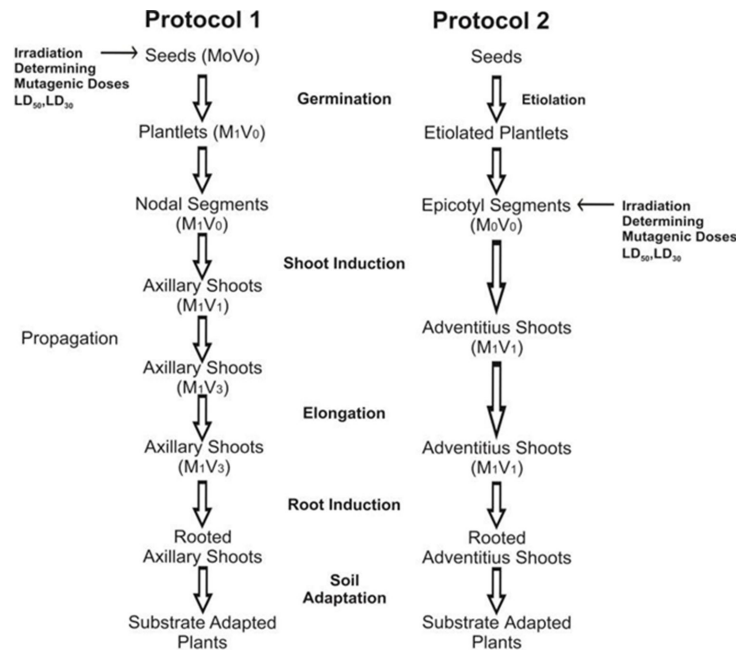 Protocol 1
Protocol 2
Irradiation
Determining
Mutagenic Doses
LD₅₀,LD₃₀
Seeds (MoVo)
Seeds
Germination
Etiolation
Plantlets (M₁V₀)
Etiolated Plantlets
Nodal Segments
(M₁V₀)
Epicotyl Segments
(M₀V₀)
Irradiation
Determining
Mutagenic Doses
LD₅₀,LD₃₀
Shoot Induction
Axillary Shoots
(M₁V₁)
Adventitius Shoots
(M₁V₁)
Propagation
Axillary Shoots
(M₁V₃)
Elongation
Axillary Shoots
(M₁V₃)
Adventitius Shoots
(M₁V₁)
Root Induction
Rooted
Axillary Shoots
Rooted
Adventitius Shoots
Soil
Adaptation
Substrate Adapted
Plants
Substrate Adapted
Plants